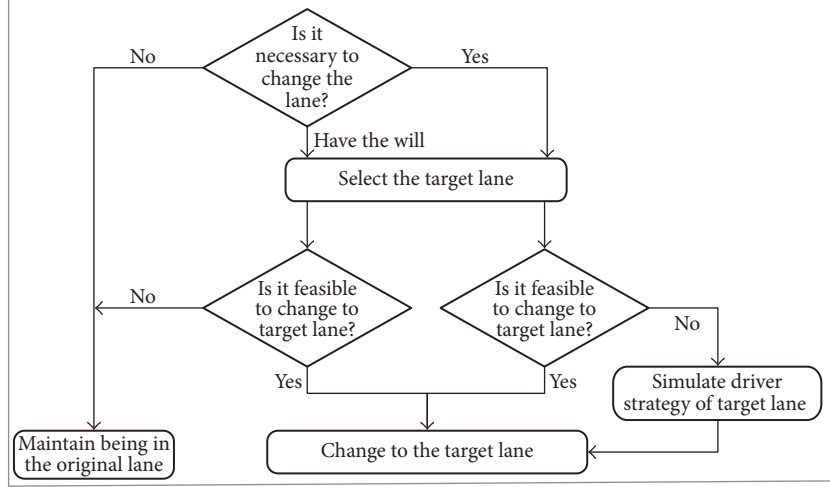 Is it
necessary to
change the
lane?
No
Yes
Have the will
Select the target lane
Is it feasible
to change to
target lane?
Is it feasible
to change to
target lane?
No
No
Yes
Yes
Simulate driver
strategy of target lane
Maintain being in
the original lane
Change to the target lane